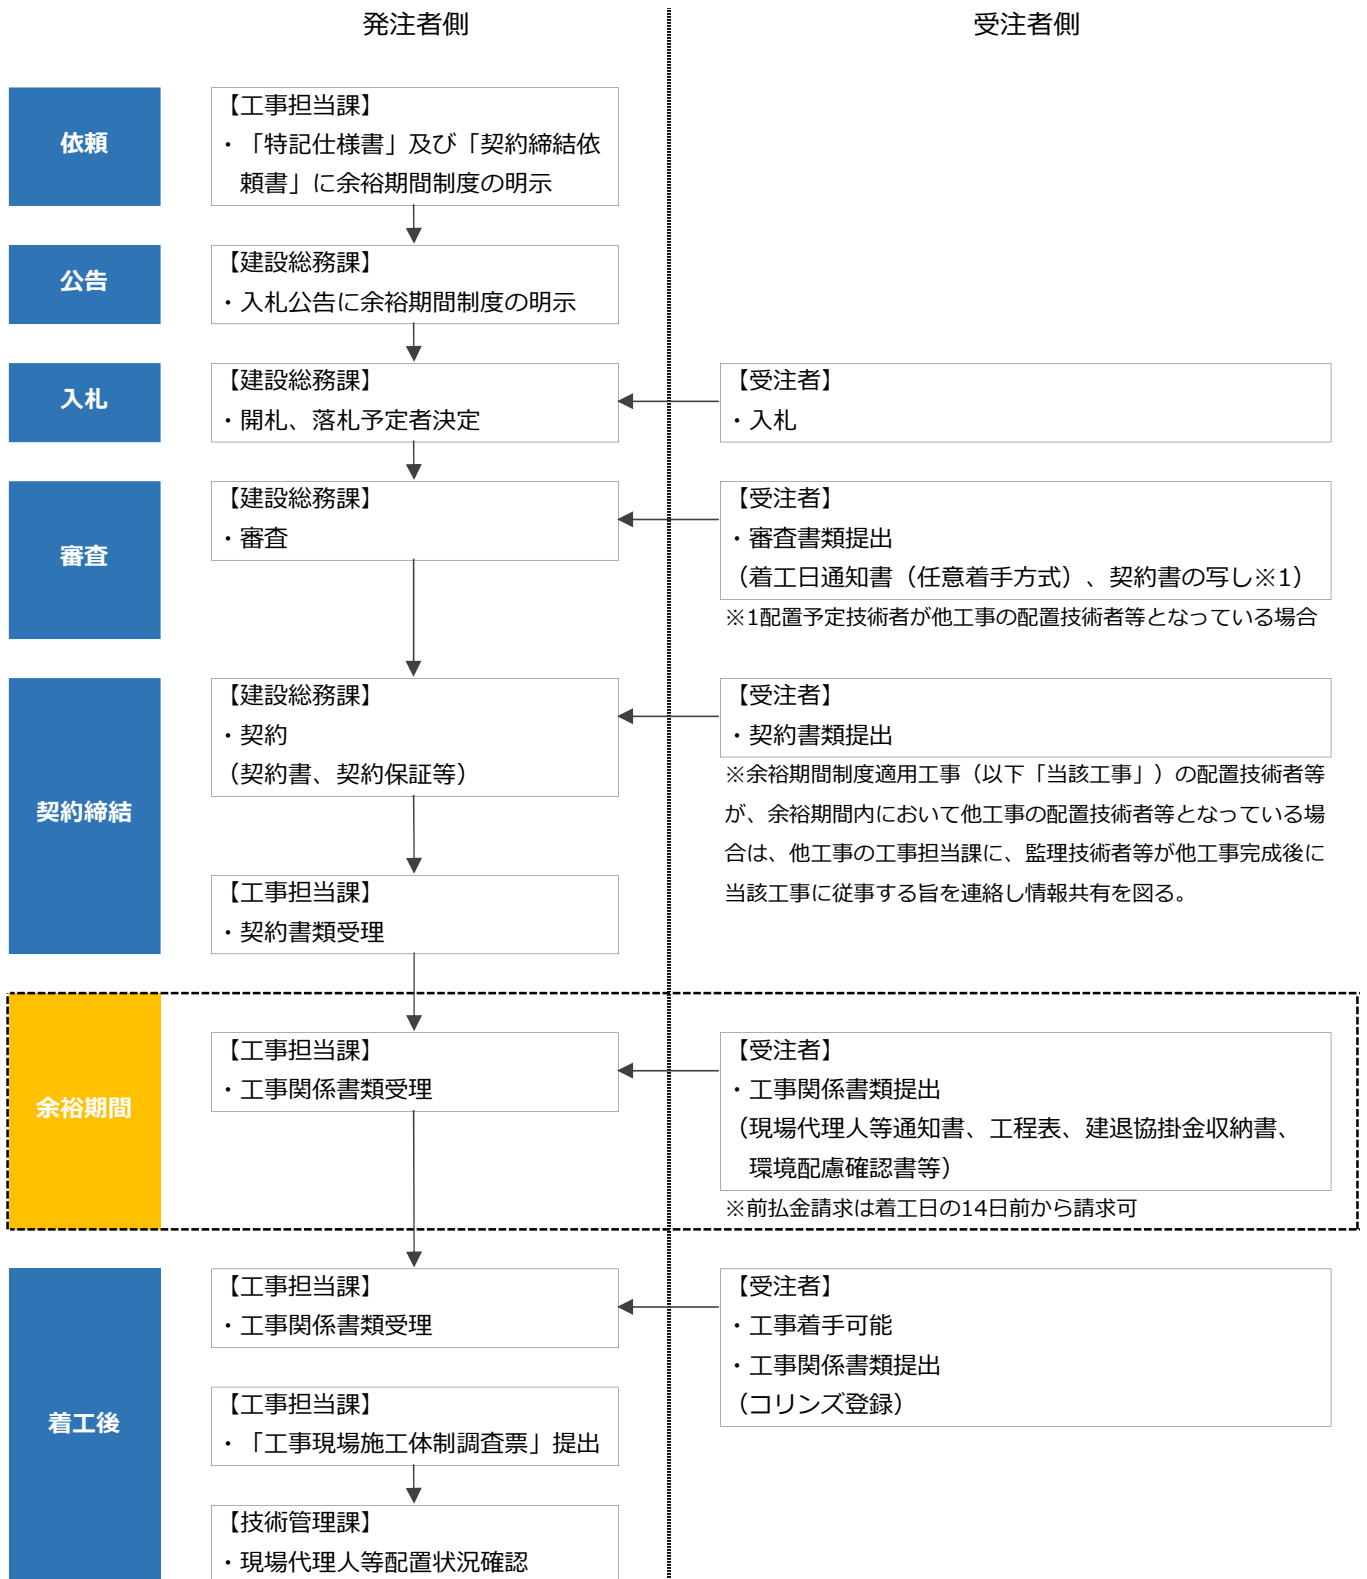 発注者側
受注者側
依頼
【工事担当課】
・「特記仕様書」及び「契約締結依
頼書」に余裕期間制度の明示
公告
【建設総務課】
・入札公告に余裕期間制度の明示
入札
【建設総務課】
・開札、落札予定者決定
【受注者】
・入札
審査
【建設総務課】
・審査
【受注者】
・審査書類提出
（着工日通知書（任意着手方式）、契約書の写し※1）
※1配置予定技術者が他工事の配置技術者等となっている場合
契約締結
【建設総務課】
・契約
（契約書、契約保証等）
【受注者】
・契約書類提出
※余裕期間制度適用工事（以下「当該工事」）の配置技術者等
が、余裕期間内において他工事の配置技術者等となっている場
合は、他工事の工事担当課に、監理技術者等が他工事完成後に
当該工事に従事する旨を連絡し情報共有を図る。
【工事担当課】
・契約書類受理
余裕期間
【工事担当課】
・工事関係書類受理
【受注者】
・工事関係書類提出
（現場代理人等通知書、工程表、建退協掛金収納書、
環境配慮確認書等）
※前払金請求は着工日の14日前から請求可
着工後
【工事担当課】
・工事関係書類受理
【受注者】
・工事着手可能
・工事関係書類提出
（コリンズ登録）
【工事担当課】
・「工事現場施工体制調査票」提出
【技術管理課】
・現場代理人等配置状況確認